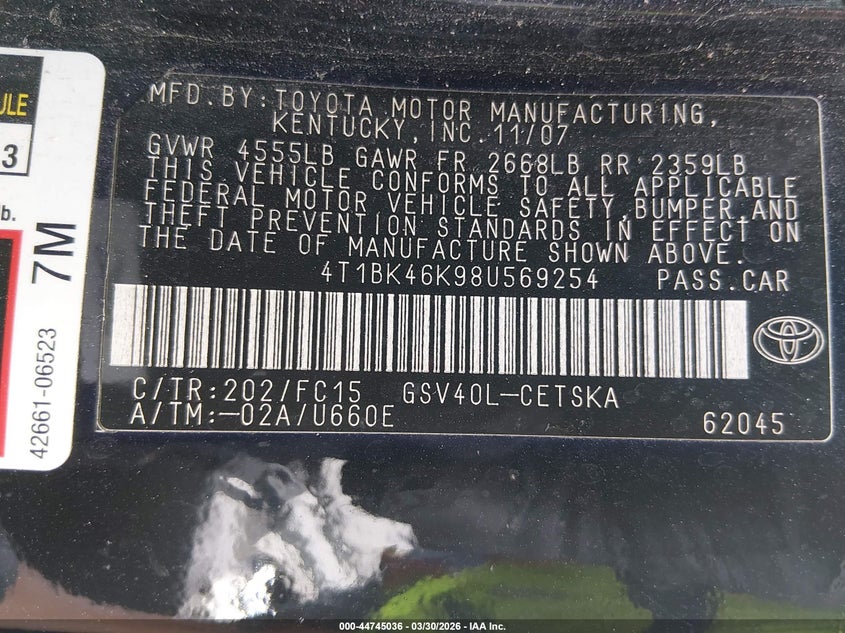 ULE
3
lb.
7M
42661-06523
MFD.BY:TOYOTA MOTOR MANUFACTURING,
KENTUCKY,INC.11/07
GVWR 4555LB GAWR FR 2668LB RR 2359LB
THIS VEHICLE CONFORMS TO ALL APPLICABLE
FEDERAL MOTOR VEHICLE SAFETY,BUMPER,AND
THEFT PREVENTION STANDARDS IN EFFECT ON
THE DATE OF MANUFACTURE SHOWN ABOVE.
4T1BK46K98U569254 PASS.CAR
C/TR:202/FC15 GSV40L-CETSKA
A/TM:-02A/U660E 62045
000-44745036 - 03/30/2026 - IAA Inc.